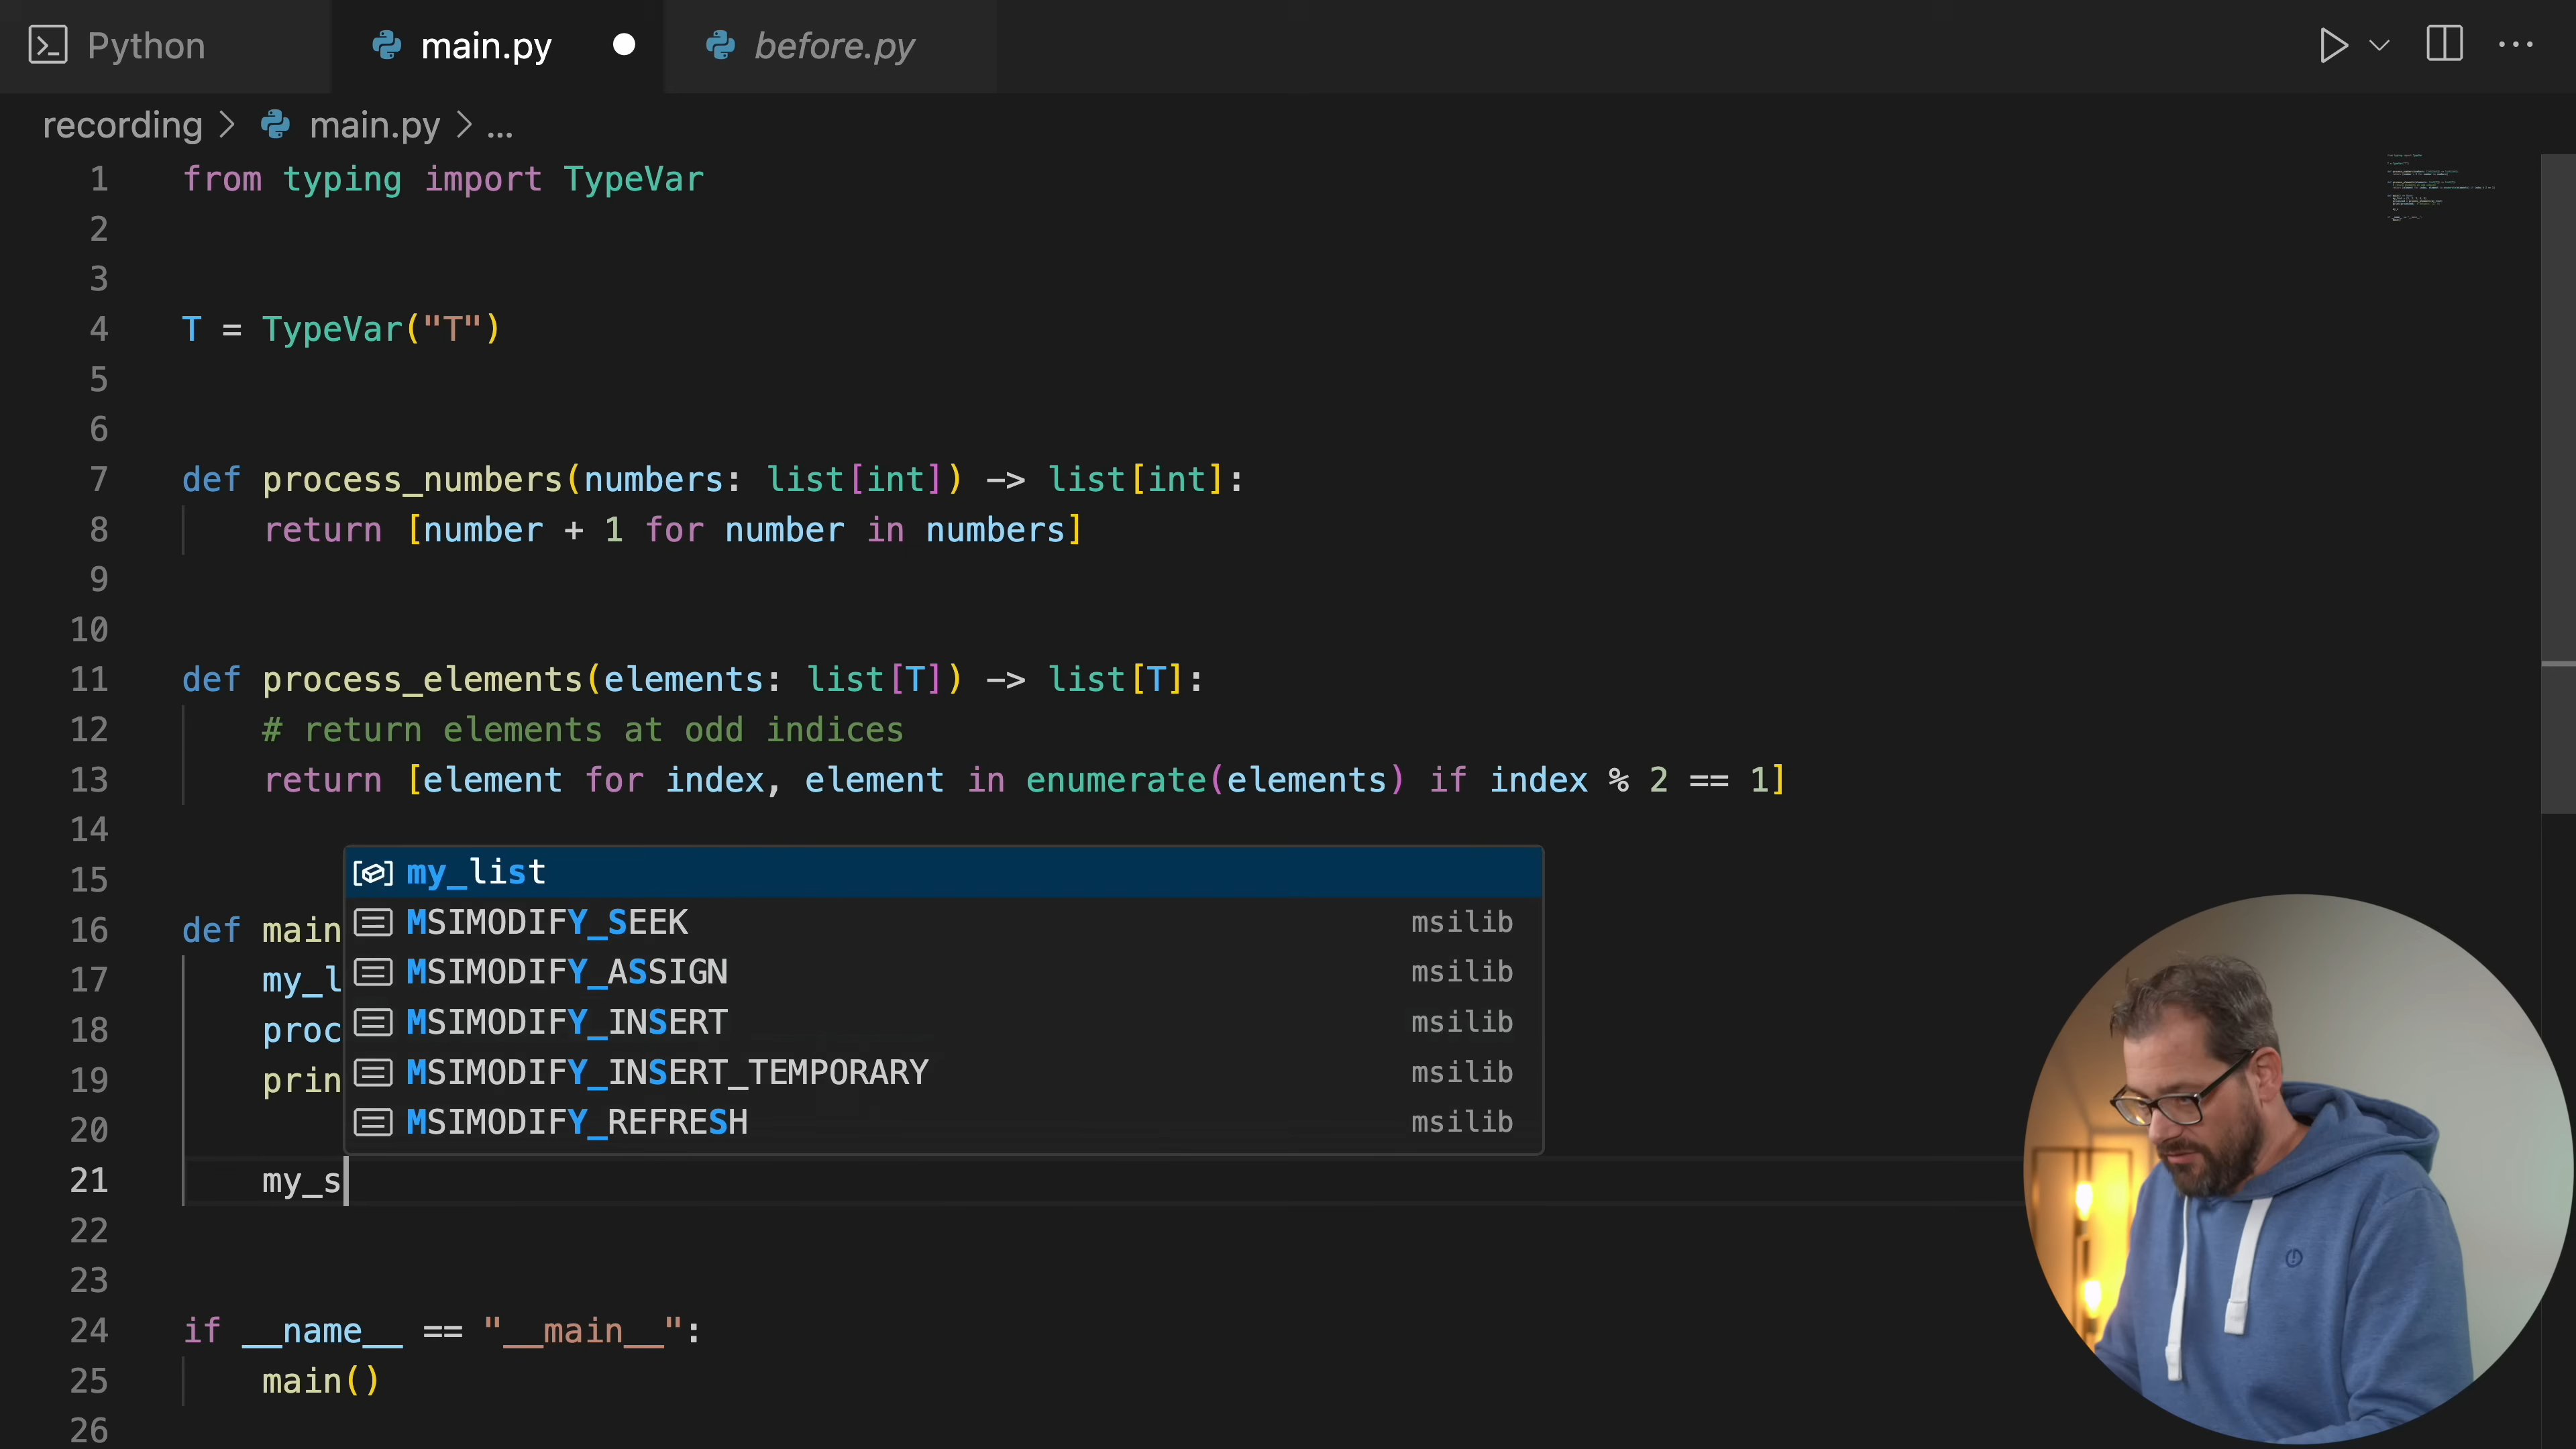 Python main.py before.py
recording > main.py > ...
1 from typing import TypeVar
2
3
4 T = TypeVar("T")
5
6
7 def process_numbers(numbers: list[int]) -> list[int]:
8 return [number + 1 for number in numbers]
9
10
11 def process_elements(elements: list[T]) -> list[T]:
12 # return elements at odd indices
13 return [element for index, element in enumerate(elements) if index % 2 == 1]
14
15 my_list
16 def main MSIMODIFY_SEEK msilib
17 my_l MSIMODIFY_ASSIGN msilib
18 proc MSIMODIFY_INSERT msilib
19 prin MSIMODIFY_INSERT_TEMPORARY msilib
20 MSIMODIFY_REFRESH msilib
21 my_s
22
23
24 if __name__ == "__main__":
25 main()
26